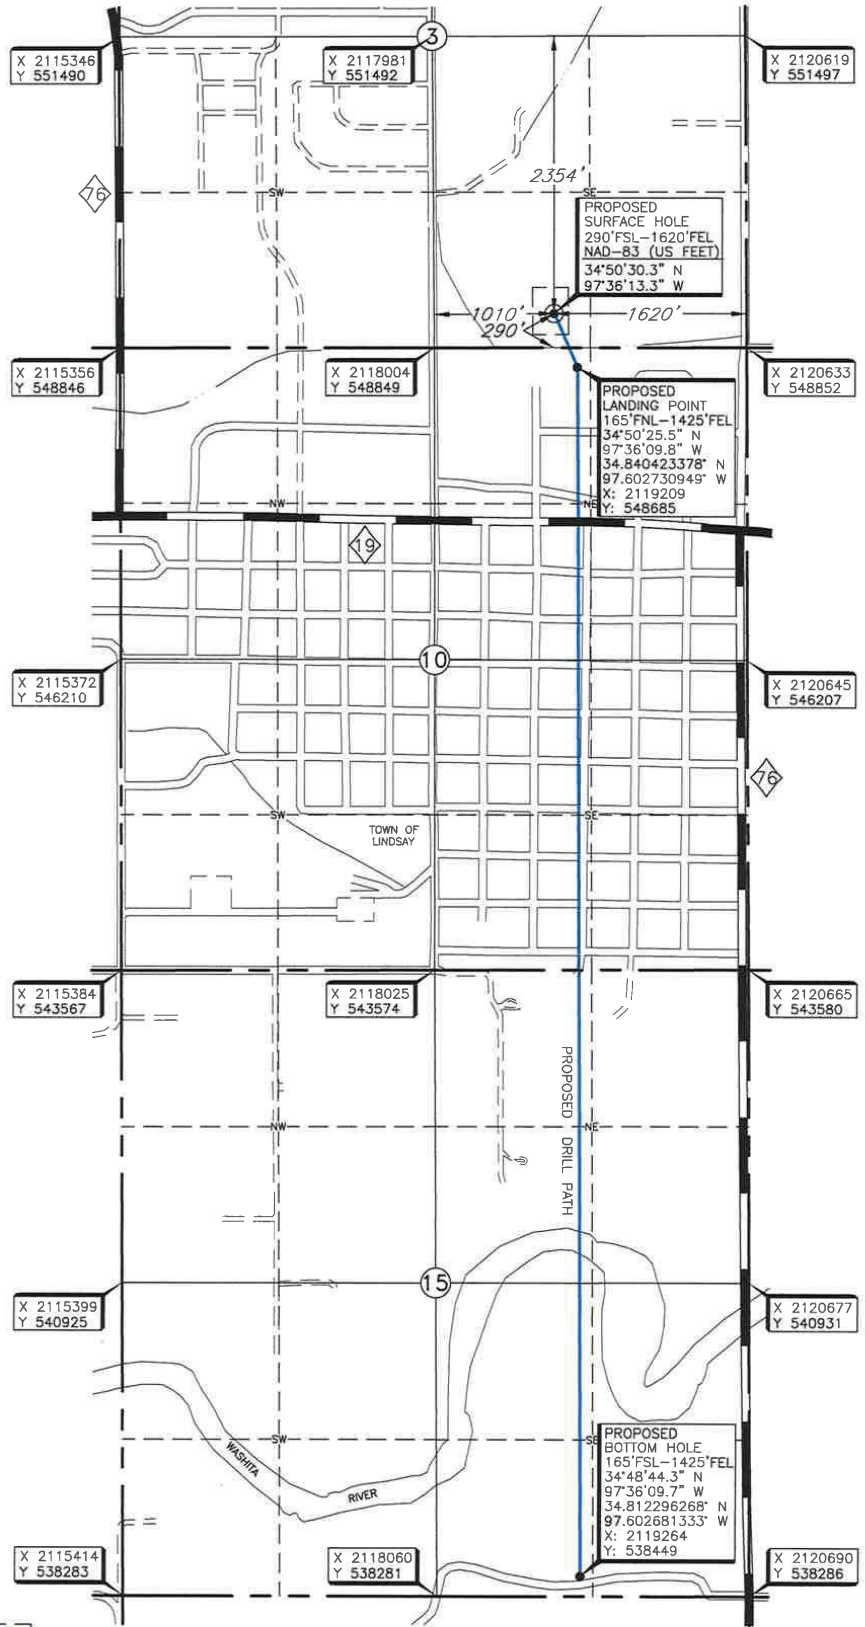 3
X 2115346
Y 551490
X 2117981
Y 551492
X 2120619
Y 551497
76
SW
SE
2354'
PROPOSED
SURFACE HOLE
290'FSL-1620'FEL
NAD-83 (US FEET)
34°50'30.3" N
97°36'13.3" W
1010'
1620'
290'
X 2115356
Y 548846
X 2118004
Y 548849
X 2120633
Y 548852
PROPOSED
LANDING POINT
165'FNL-1425'FEL
34°50'25.5" N
97°36'09.8" W
34.840423378° N
97.602730949° W
X: 2119209
Y: 548685
NW
NE
19
10
X 2115372
Y 546210
X 2120645
Y 546207
76
SW
SE
TOWN OF
LINDSAY
X 2115384
Y 543567
X 2118025
Y 543574
X 2120665
Y 543580
PROPOSED DRILL PATH
NW
NE
15
X 2115399
Y 540925
X 2120677
Y 540931
SW
SE
WASHITA
RIVER
PROPOSED
BOTTOM HOLE
165'FSL-1425'FEL
34°48'44.3" N
97°36'09.7" W
34.812296268° N
97.602681333° W
X: 2119264
Y: 538449
X 2115414
Y 538283
X 2118060
Y 538281
X 2120690
Y 538286